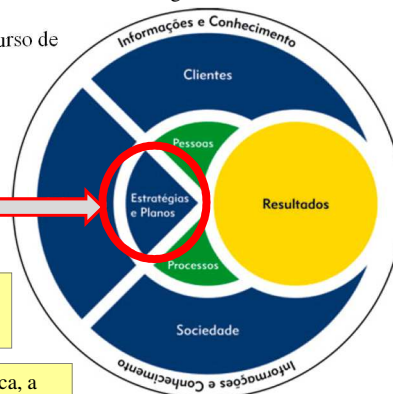 urso de
Informações e Conhecimento
Clientes
Pessoas
Estratégias
e Planos
Resultados
Processos
Sociedade
Informações e Conhecimento
ca, a